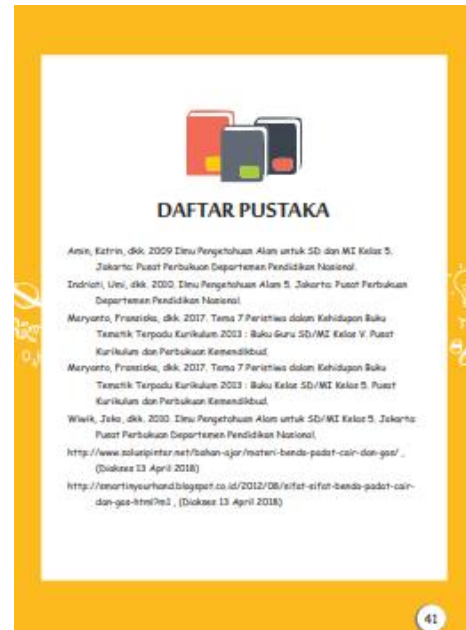 DAFTAR PUSTAKA
Amin, Katrin, dkk. 2009 Ilmu Pengetahuan Alam untuk SD dan MI Kelas 5.
Jakarta: Pusat Perbukuan Departemen Pendidikan Nasional.
Indriati, Umi, dkk. 2010. Ilmu Pengetahuan Alam 5. Jakarta: Pusat Perbukuan
Departemen Pendidikan Nasional.
Maryanto, Fransiska, dkk. 2017. Tema 7 Peristiwa dalam Kehidupan Buku
Tematik Terpadu Kurikulum 2013 : Buku Guru SD/MI Kelas V. Pusat
Kurikulum dan Perbukuan Kemendikbud.
Maryanto, Fransiska, dkk. 2017. Tema 7 Peristiwa dalam Kehidupan Buku
Tematik Terpadu Kurikulum 2013 : Buku Kelas SD/MI Kelas 5. Pusat
Kurikulum dan Perbukuan Kemendikbud.
Wiwik, Joko, dkk. 2010. Ilmu Pengetahuan Alam untuk SD/MI Kelas 5. Jakarta:
Pusat Perbukuan Departemen Pendidikan Nasional.
http://www.solusipintar.net/bahan-ajar/materi-benda-padat-cair-dan-gas/ ,
(Diakses 13 April 2018)
http://smartinyourhand.blogspot.co.id/2012/08/sifat-sifat-benda-padat-cair-
dan-gas-html?m1 , (Diakses 13 April 2018)
41